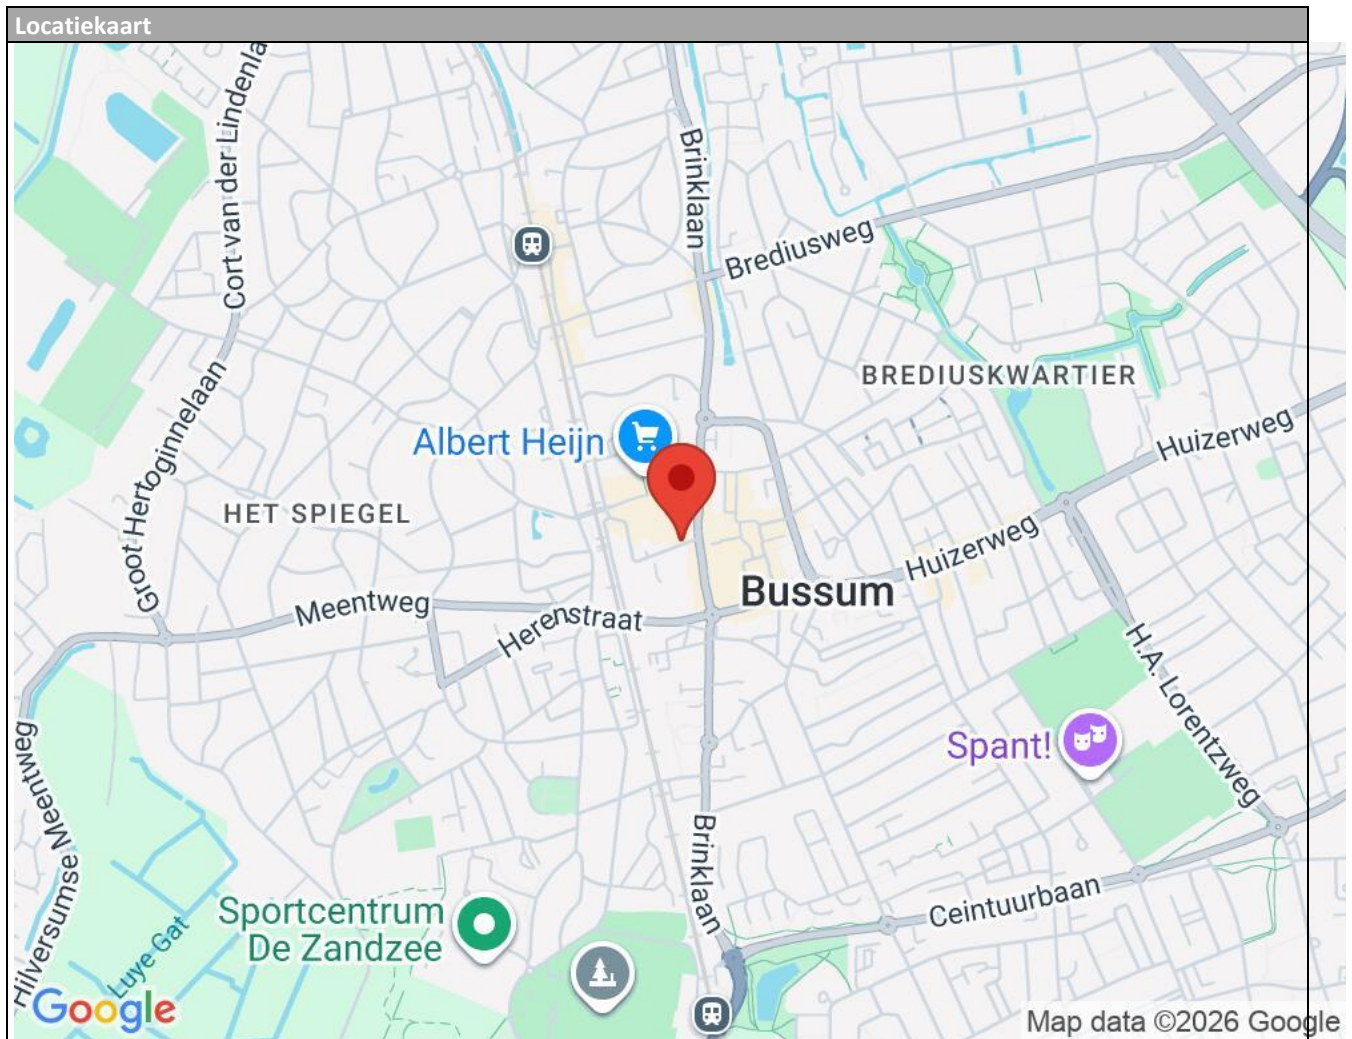 Locatiekaart
Cort van der Lindenla
Brinklaan
Brediusweg
BREDIUSKWARTIER
Groot Hertoginnelaan
Albert Heijn
Huizerweg
HET SPIEGEL
Huizerweg
Bussum
Meentweg
Herenstraat
H.A. Lorentzweg
Spant!
Hilversumse Meentweg
Brinklaan
Ceintuurbaan
Sportcentrum
De Zandzee
Luye Gat
Google
Map data ©2026 Google